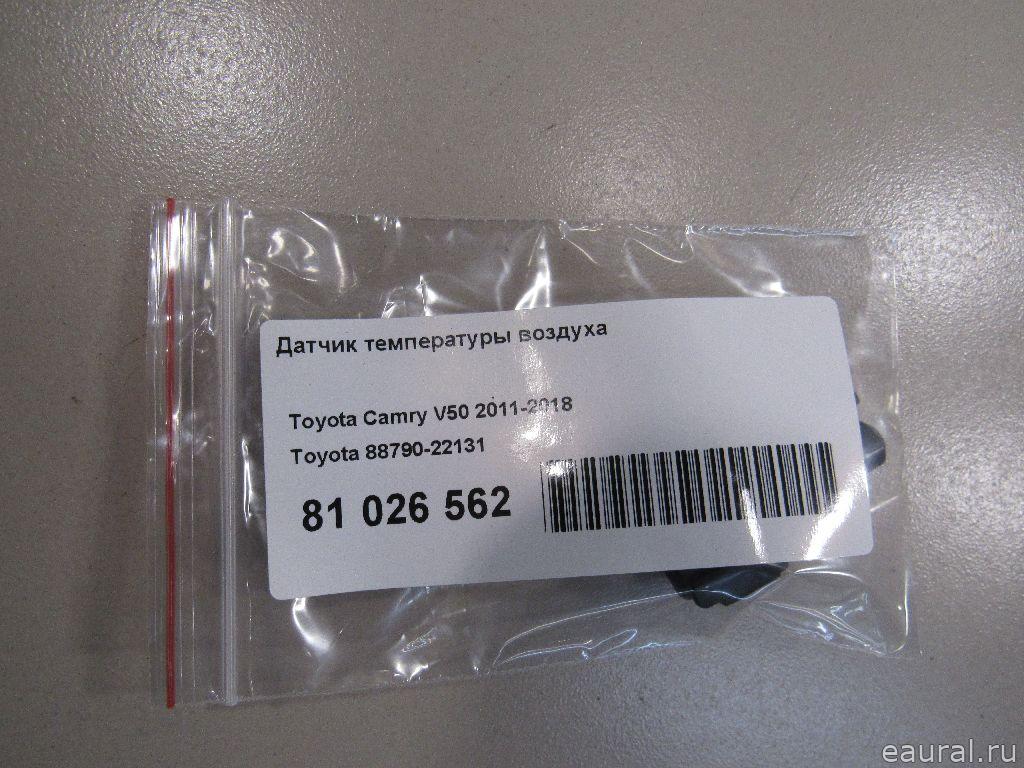 Датчик температуры воздуха
Toyota Camry V50 2011-2018
Toyota 88790-22131
81 026 562
eaural.ru